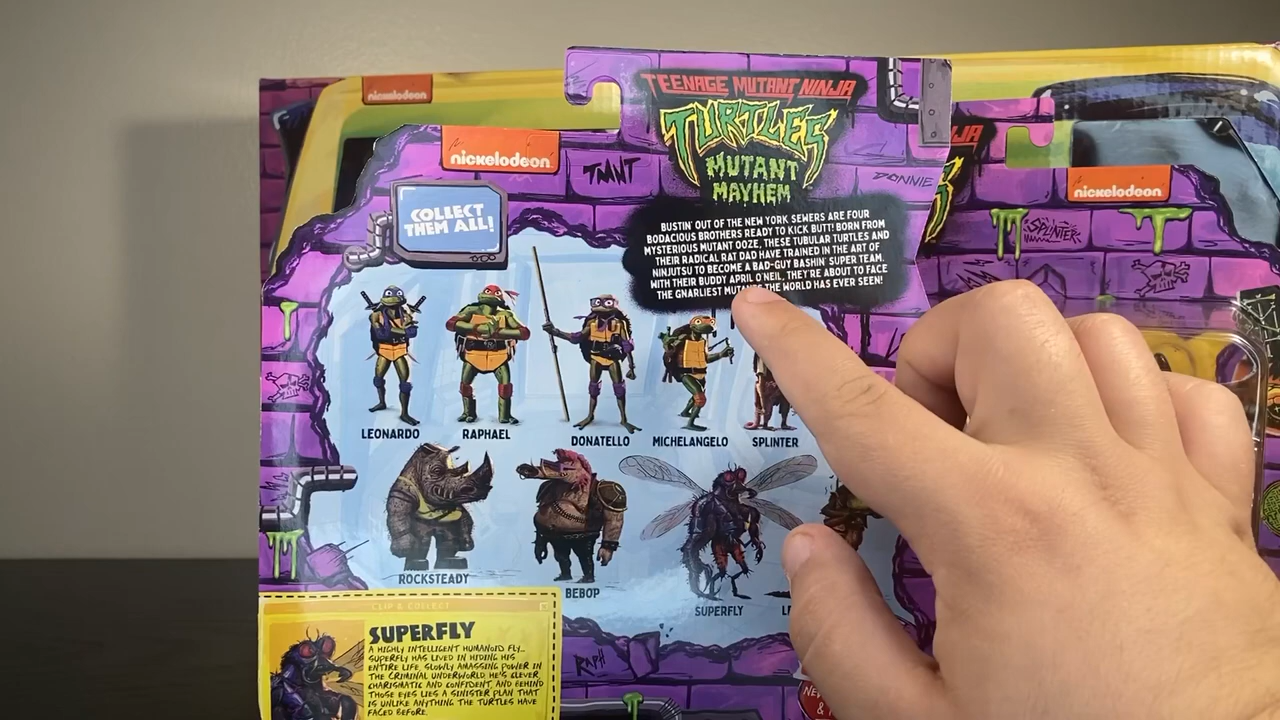 nickelodeon
TEENAGE MUTANT NINJA
TURTLES
MUTANT
MAYHEM
nickelodeon
TMNT
DONNIE
COLLECT
THEM ALL!
BUSTIN' OUT OF THE NEW YORK SEWERS ARE FOUR
BODACIOUS BROTHERS READY TO KICK BUTT! BORN FROM
MYSTERIOUS MUTANT OOZE, THESE TUBULAR TURTLES AND
THEIR RADICAL RAT DAD HAVE TRAINED IN THE ART OF
NINJUTSU TO BECOME A BAD-GUY BASHIN' SUPER TEAM.
WITH THEIR BUDDY APRIL O'NEIL, THEY'RE ABOUT TO FACE
THE GNARLIEST MUTANTS THE WORLD HAS EVER SEEN!
nickelodeon
SPLINTER
LEONARDO
RAPHAEL
DONATELLO
MICHELANGELO
SPLINTER
ROCKSTEADY
BEBOP
SUPERFLY
RAPH
CLIP & COLLECT
SUPERFLY
A HIGHLY INTELLIGENT HUMANOID FLY...
SUPERFLY HAS LIVED IN HIDING HIS
ENTIRE LIFE, SLOWLY AMASSING POWER IN
THE CRIMINAL UNDERWORLD. HE'S CLEVER,
CHARISMATIC AND CONFIDENT, AND BEHIND
THOSE EYES LIES A SINISTER PLAN THAT
IS UNLIKE ANYTHING THE TURTLES HAVE
FACED BEFORE.